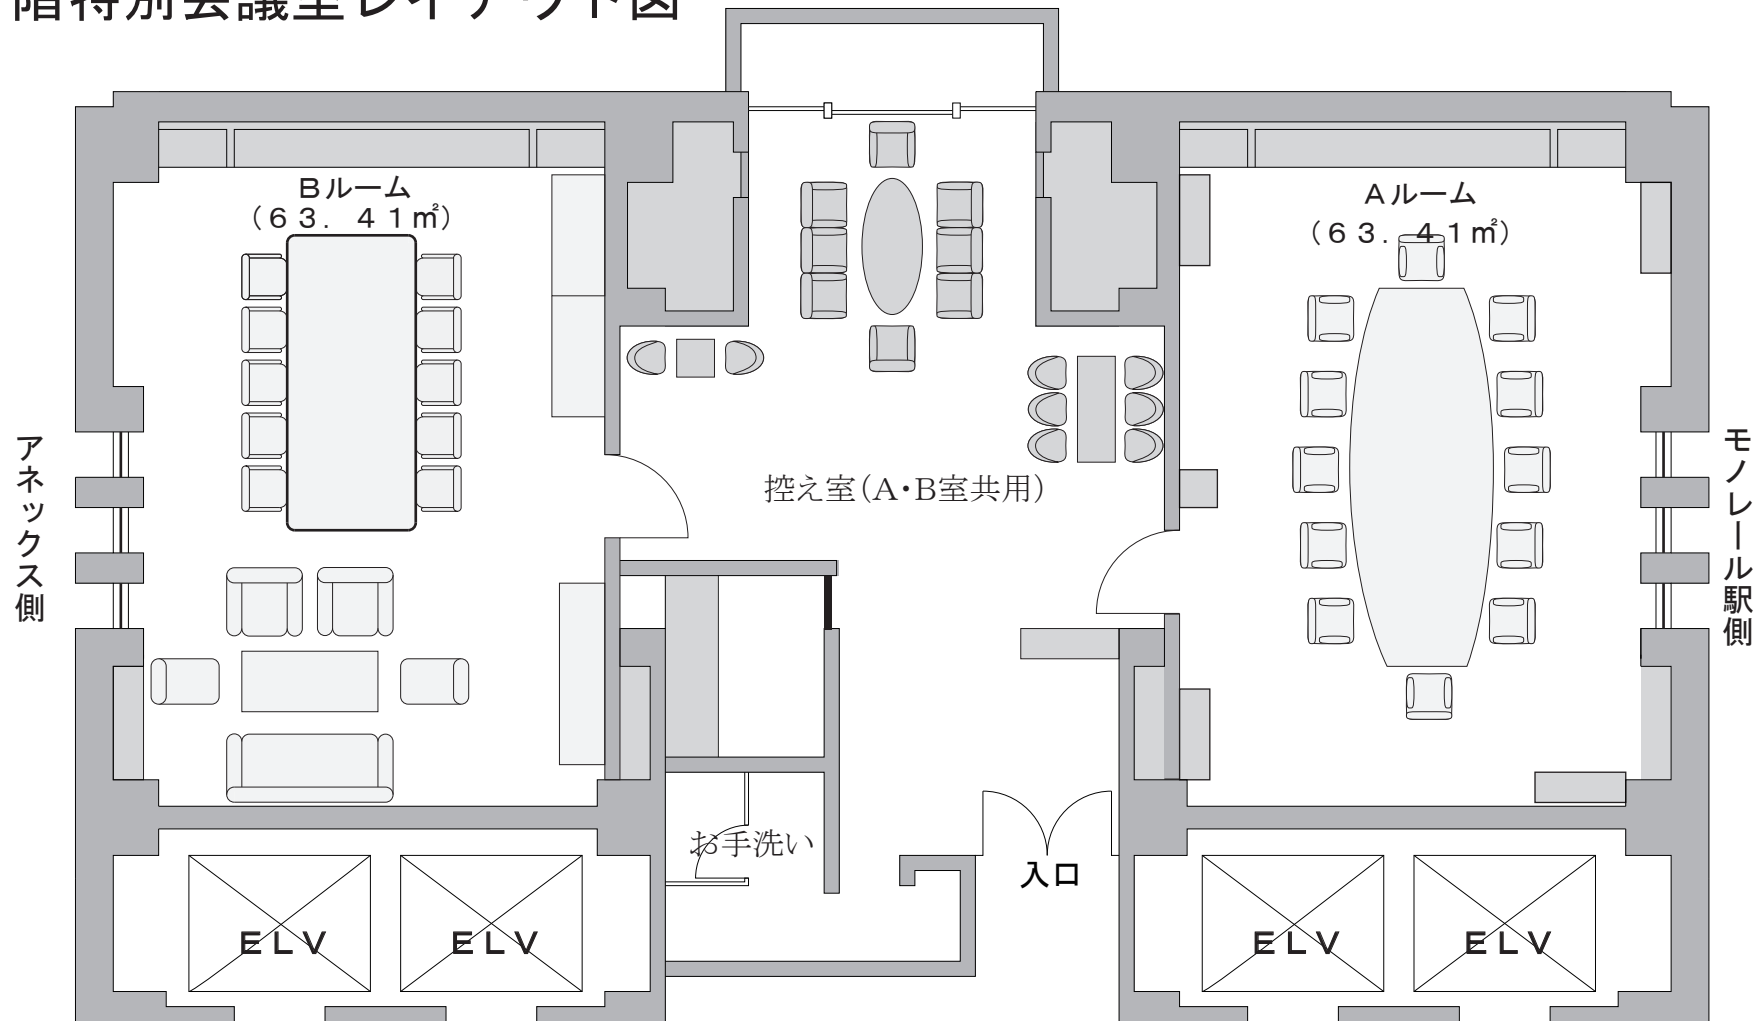 階特別会議室レイアウト図
Bルーム
(６３．４１㎡)
Aルーム
(６３．４１㎡)
アネックス側
モノレール駅側
控え室(A・B室共用)
お手洗い
入口
ＥＬＶ
ＥＬＶ
ＥＬＶ
ＥＬＶ